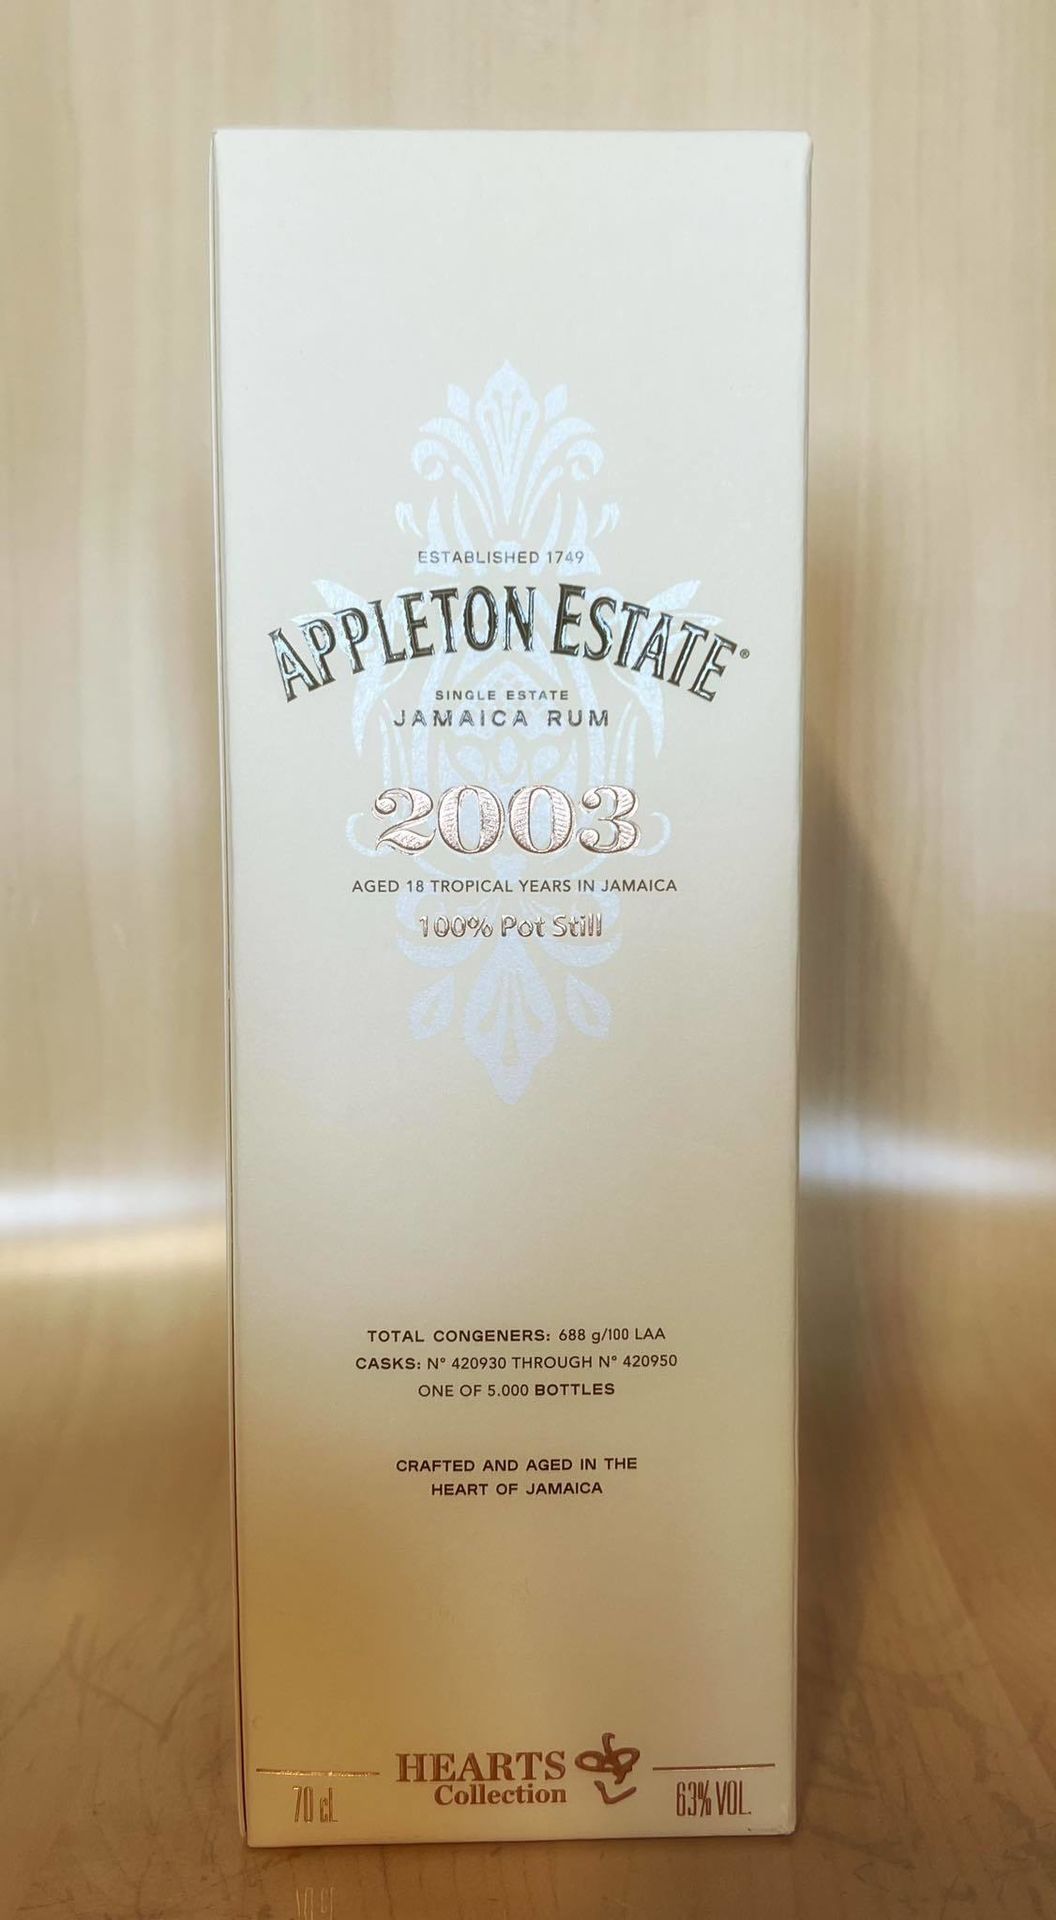 ESTABLISHED 1749
APPLETON ESTATE®
SINGLE ESTATE
JAMAICA RUM
2003
AGED 18 TROPICAL YEARS IN JAMAICA
100% Pot Still
TOTAL CONGENERS: 688 g/100 LAA
CASKS: N° 420930 THROUGH N° 420950
ONE OF 5.000 BOTTLES
CRAFTED AND AGED IN THE
HEART OF JAMAICA
HEARTS
Collection
70 cL
63% VOL.